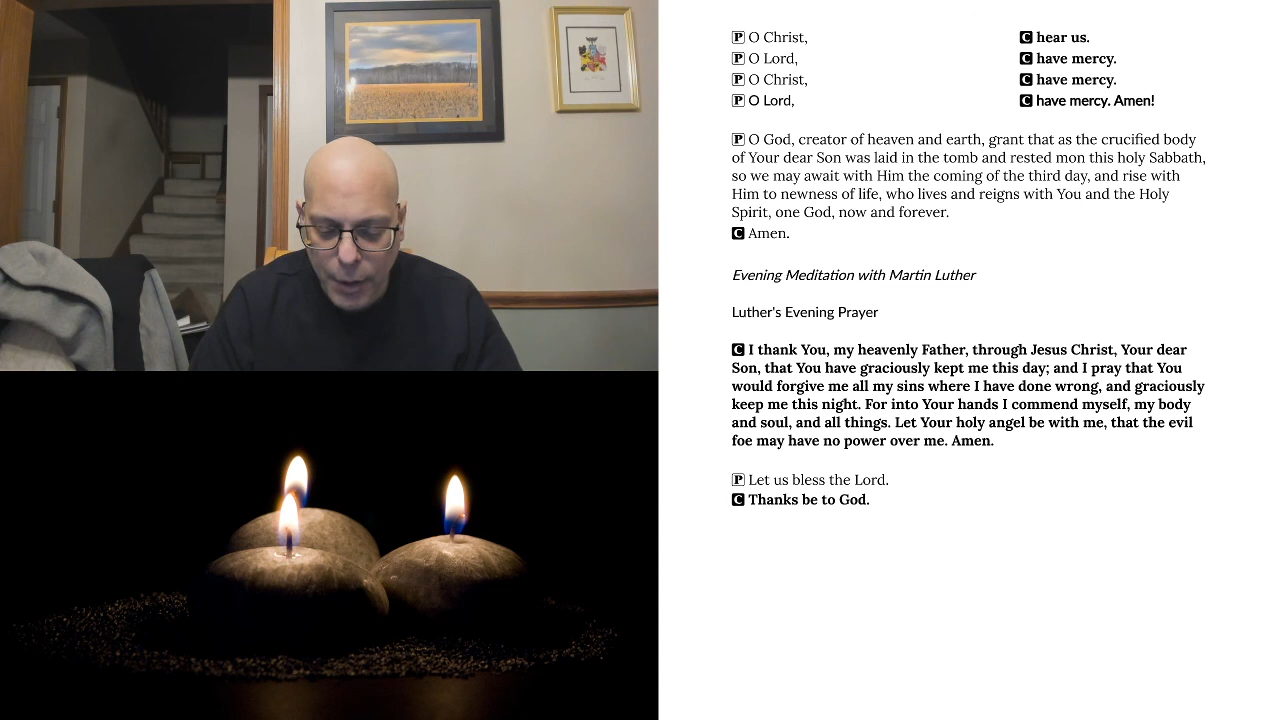 P O Christ, C hear us.
P O Lord, C have mercy.
P O Christ, C have mercy.
P O Lord, C have mercy. Amen!
P O God, creator of heaven and earth, grant that as the crucified body
of Your dear Son was laid in the tomb and rested mon this holy Sabbath,
so we may await with Him the coming of the third day, and rise with
Him to newness of life, who lives and reigns with You and the Holy
Spirit, one God, now and forever.
C Amen.
Evening Meditation with Martin Luther
Luther's Evening Prayer
C I thank You, my heavenly Father, through Jesus Christ, Your dear
Son, that You have graciously kept me this day; and I pray that You
would forgive me all my sins where I have done wrong, and graciously
keep me this night. For into Your hands I commend myself, my body
and soul, and all things. Let Your holy angel be with me, that the evil
foe may have no power over me. Amen.
P Let us bless the Lord.
C Thanks be to God.